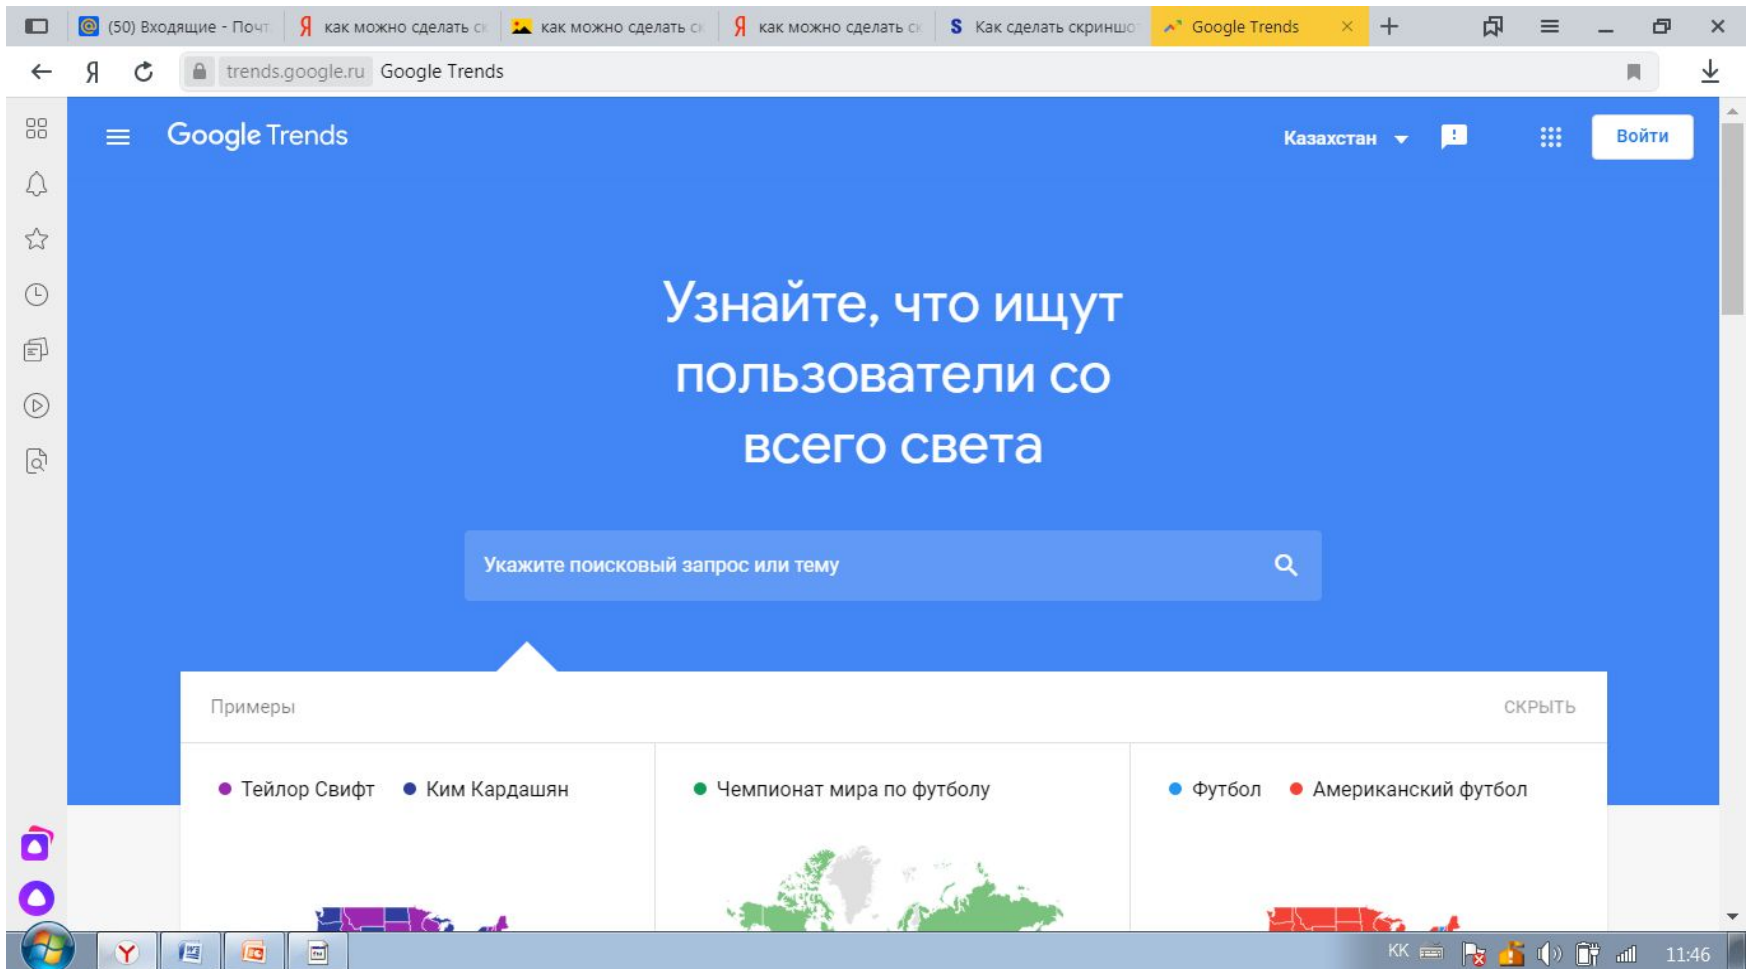 (50) Входящие - Почт
как можно сделать ск
как можно сделать ск
как можно сделать ск
Как сделать скриншот
Google Trends
trends.google.ru Google Trends
Google Trends
Казахстан
Войти
Узнайте, что ищут
пользователи со
всего света
Укажите поисковый запрос или тему
Примеры
СКРЫТЬ
Тейлор Свифт
Ким Кардашян
Чемпионат мира по футболу
Футбол
Американский футбол
KK
11:46